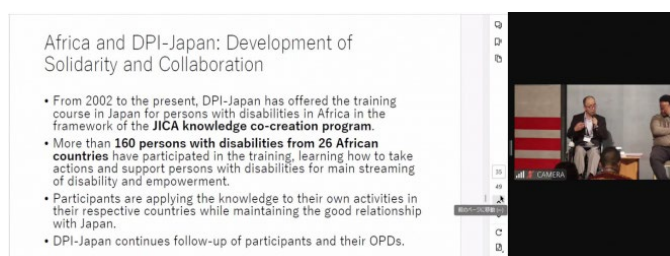 Africa and DPI-Japan: Development of
Solidarity and Collaboration
• From 2002 to the present, DPI-Japan has offered the training
course in Japan for persons with disabilities in Africa in the
framework of the JICA knowledge co-creation program.
• More than 160 persons with disabilities from 26 African
countries have participated in the training, learning how to take
actions and support persons with disabilities for main streaming
of disability and empowerment.
• Participants are applying the knowledge to their own activities in
their respective countries while maintaining the good relationship
with Japan.
• DPI-Japan continues follow-up of participants and their OPDs.
35
49
CAMERA